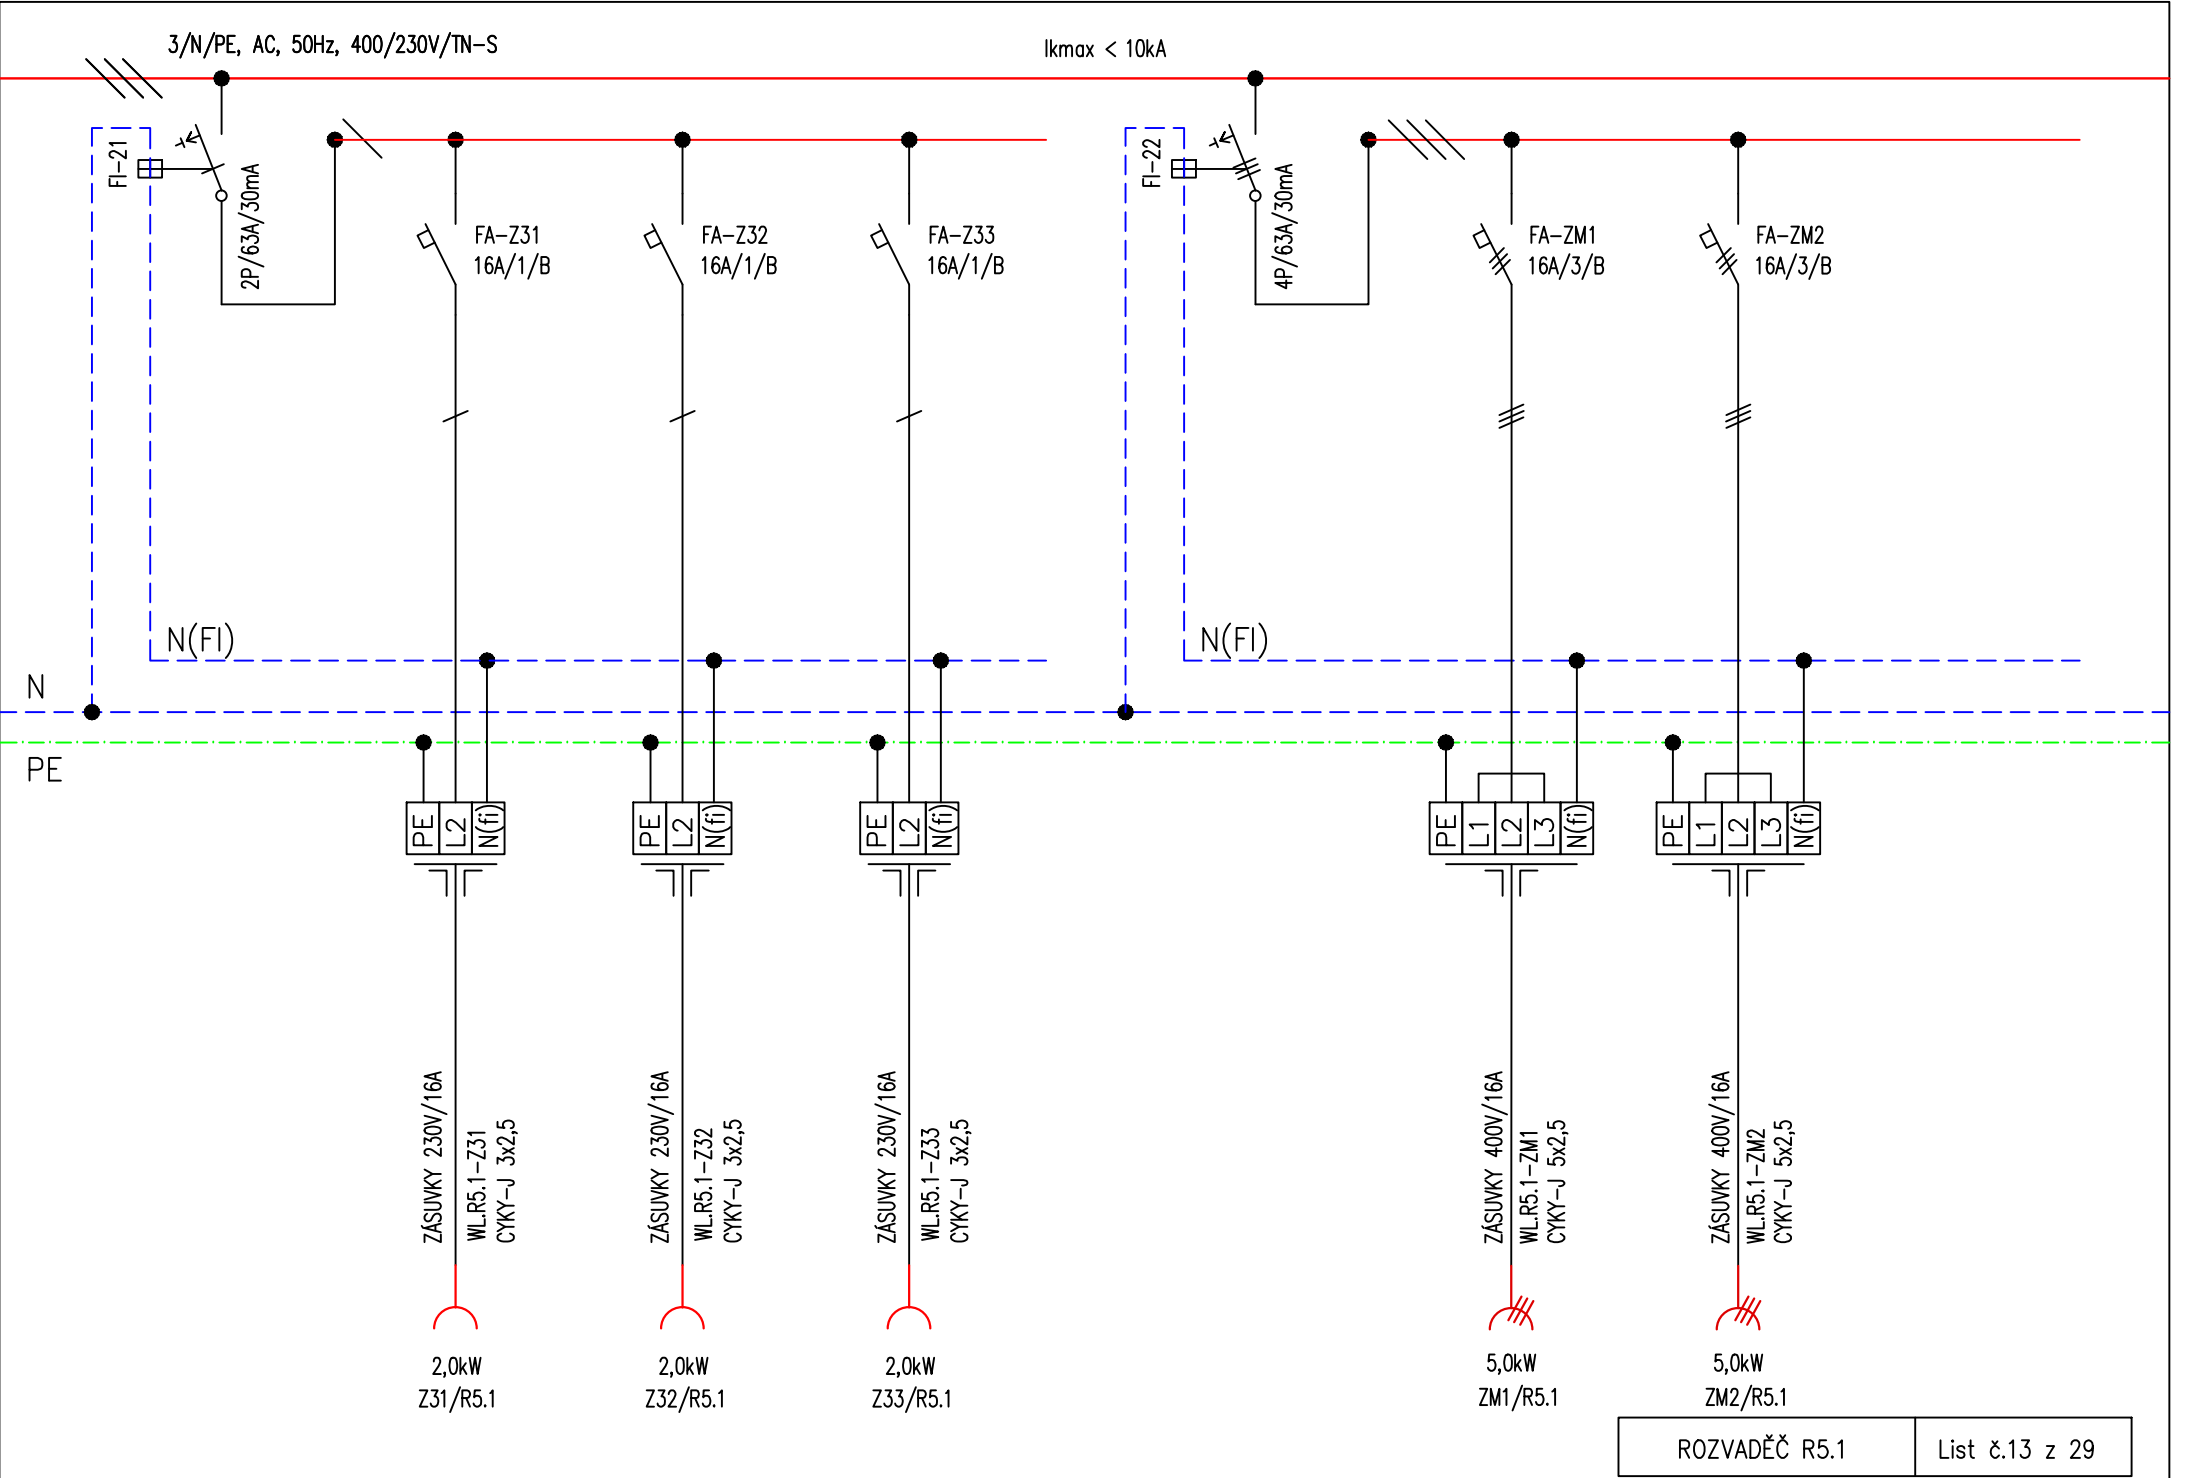 3/N/PE, AC, 50Hz, 400/230V/TN-S
Ikmax < 10kA
FI-21
2P/63A/30mA
FA-Z31
16A/1/B
FA-Z32
16A/1/B
FA-Z33
16A/1/B
FI-22
4P/63A/30mA
FA-ZM1
16A/3/B
FA-ZM2
16A/3/B
N(FI)
N(FI)
N
PE
PE L2 N(fi)
PE L2 N(fi)
PE L2 N(fi)
PE L1 L2 L3 N(fi)
PE L1 L2 L3 N(fi)
ZÁSUVKY 230V/16A
WL.R5.1-Z31
CYKY-J 3x2,5
ZÁSUVKY 230V/16A
WL.R5.1-Z32
CYKY-J 3x2,5
ZÁSUVKY 230V/16A
WL.R5.1-Z33
CYKY-J 3x2,5
ZÁSUVKY 400V/16A
WL.R5.1-ZM1
CYKY-J 5x2,5
ZÁSUVKY 400V/16A
WL.R5.1-ZM2
CYKY-J 5x2,5
2,0kW
Z31/R5.1
2,0kW
Z32/R5.1
2,0kW
Z33/R5.1
5,0kW
ZM1/R5.1
5,0kW
ZM2/R5.1
ROZVADĚČ R5.1
List č.13 z 29